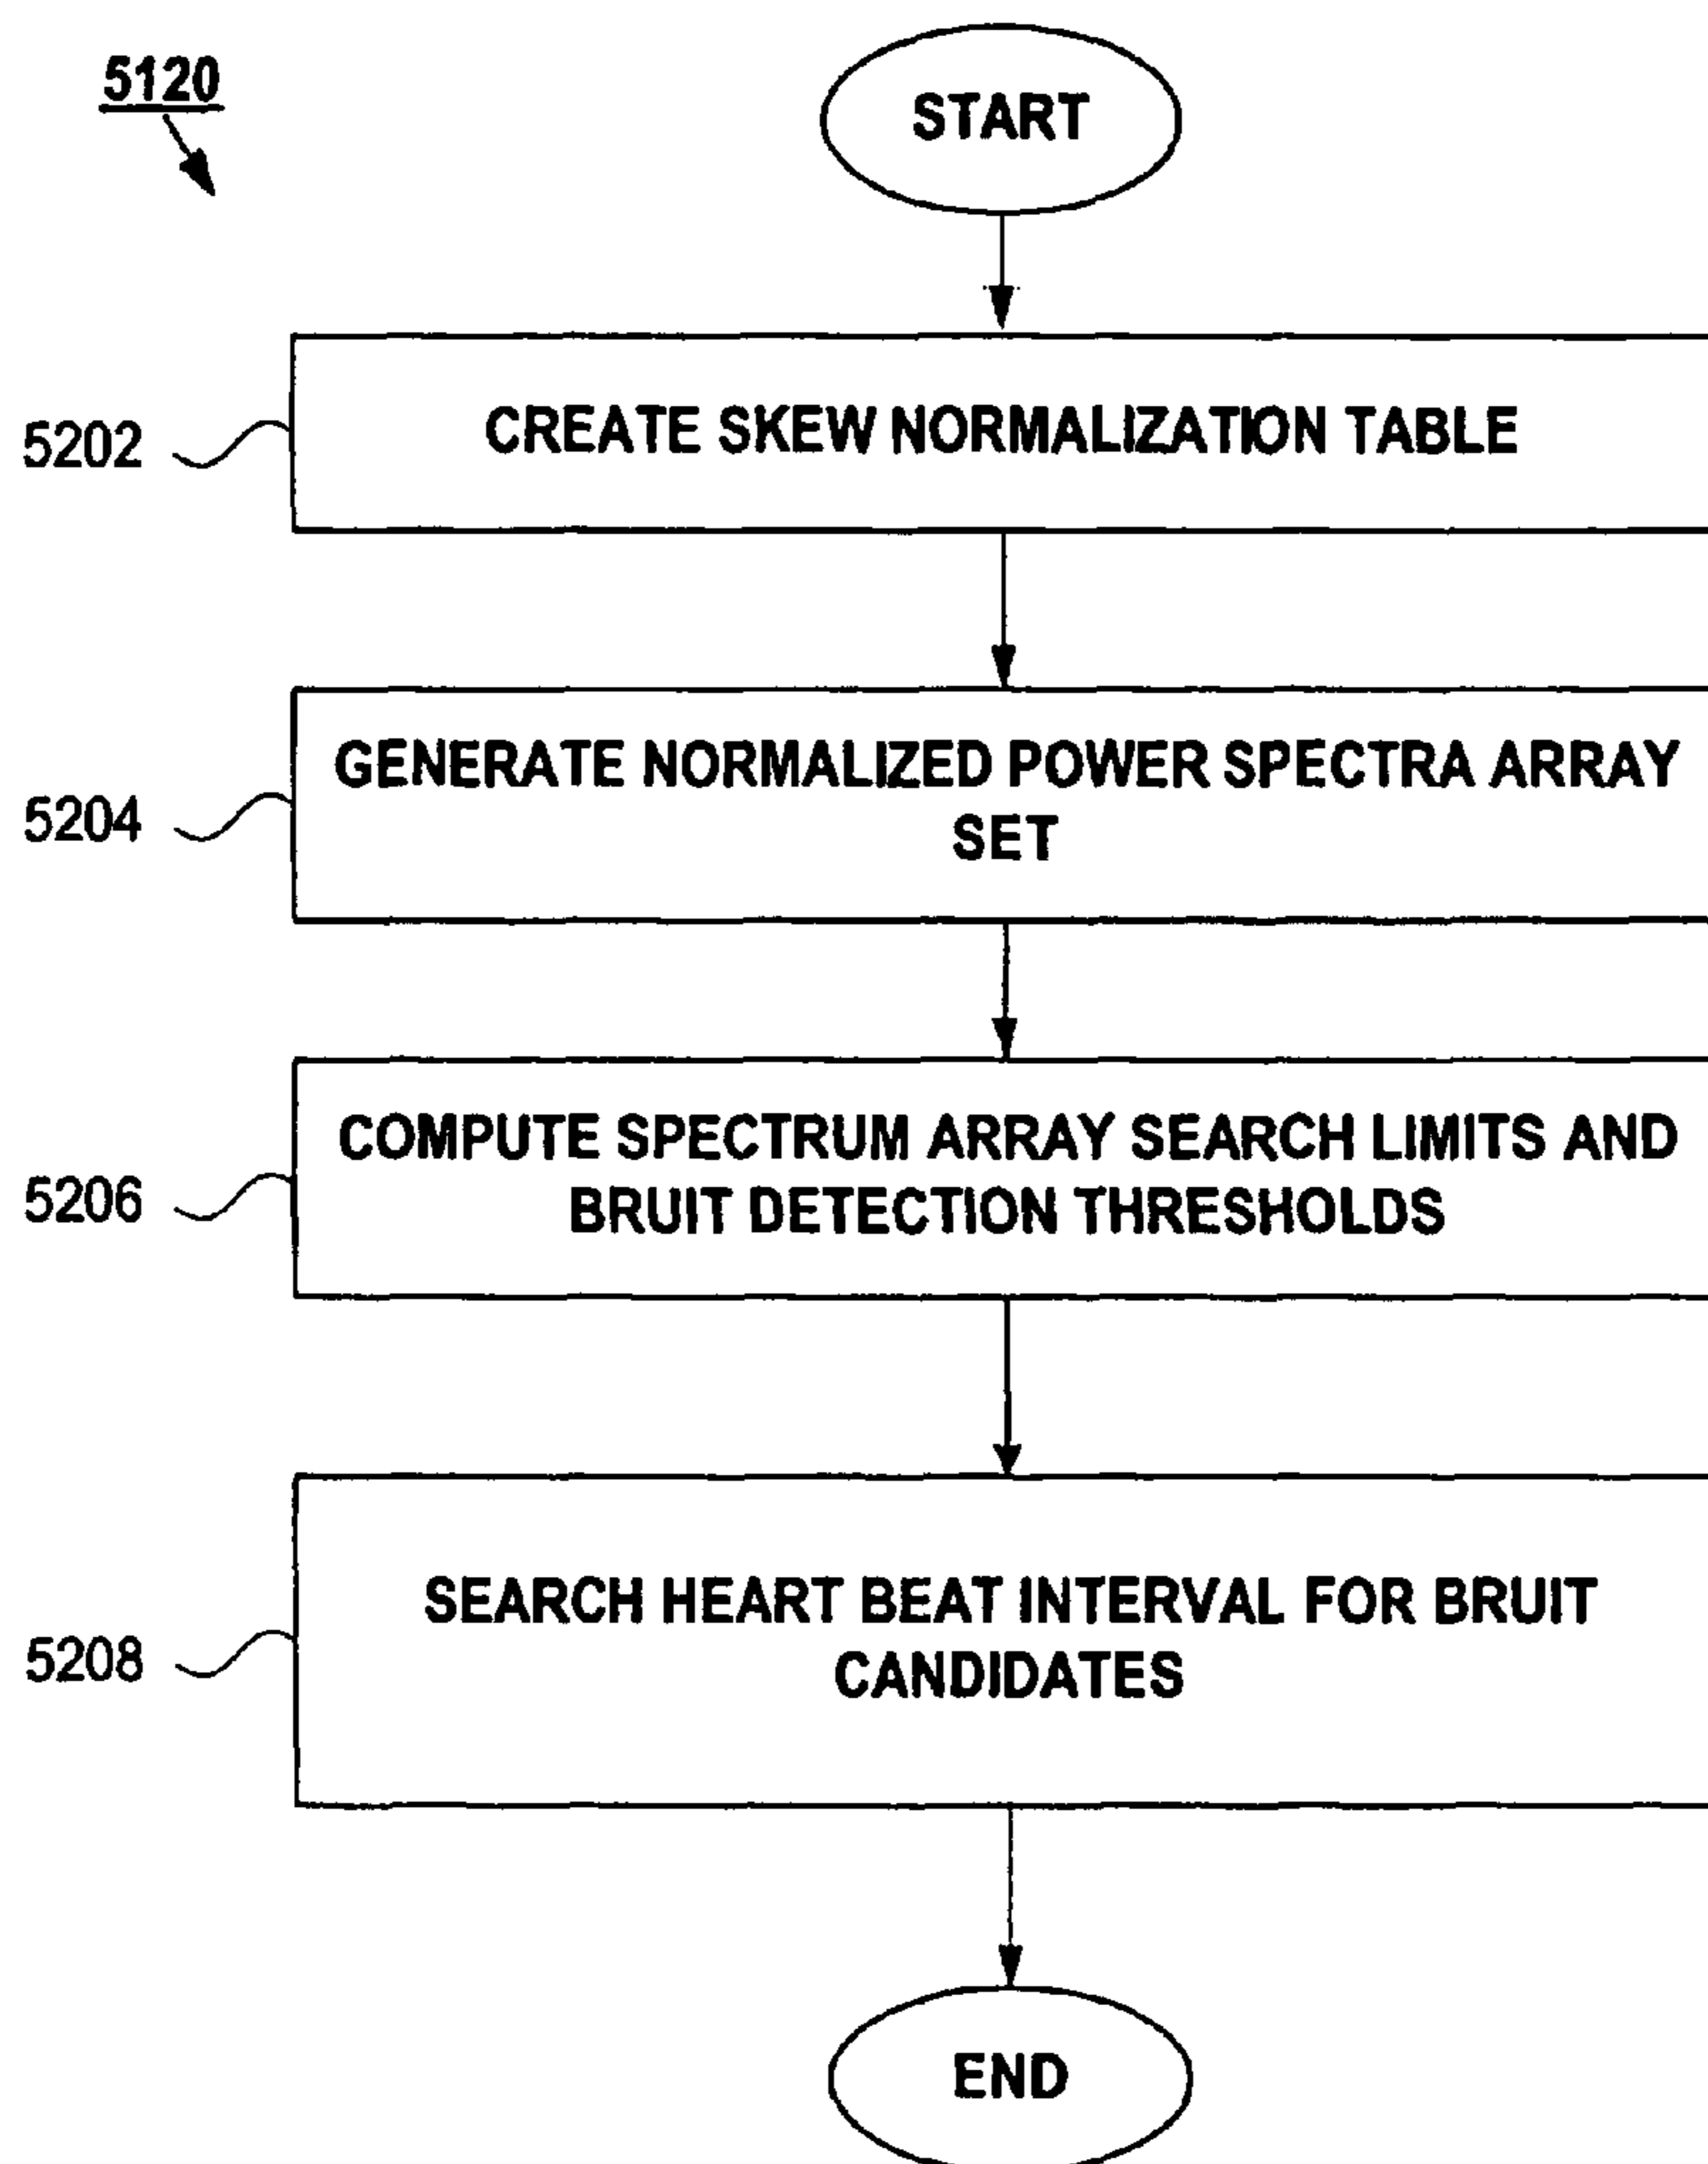 5120
START
5202
CREATE SKEW NORMALIZATION TABLE
5204
GENERATE NORMALIZED POWER SPECTRA ARRAY
SET
5206
COMPUTE SPECTRUM ARRAY SEARCH LIMITS AND
BRUIT DETECTION THRESHOLDS
5208
SEARCH HEART BEAT INTERVAL FOR BRUIT
CANDIDATES
END